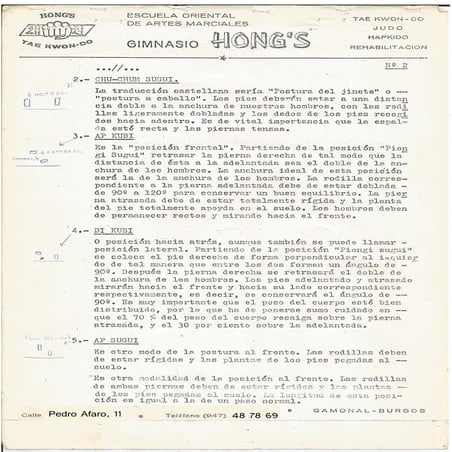 HONG'S
TAE KWON-DO
ESCUELA ORIENTAL
DE ARTES MARCIALES
GIMNASIO HONG'S
TAE KWON-DO
JUDO
HAPKIDO
REHABILITACION
...//...
Nº 2
2.- CHU-CHUM SUGUI.
La traducción castellana sería "Postura del jinete" o --
"postura a caballo". Los pies deberán estar a una distan
cia doble a la anchura de nuestros hombros, con las rodi
llas ligeramente dobladas y los dedos de los pies recogi
dos hacia adentro. Es de vital importancia que la espal-
da esté recta y las piernas tensas.
3.- AP KUBI
Es la "posición frontal". Partiendo de la posición "Pion
gi Sugui" retrasar la pierna derecha de tal modo que la
distancia de ésta a la adelantada sea el doble de la an-
chura de los hombros. La anchura ideal de esta posición
será la de la anchura de los hombros. La rodilla corres-
pondiente a la pierna adelantada debe de estar doblada -
de 90º a 120º para conservar un buen equilibrio. La pier
na atrasada debe de estar totalmente rígida y la planta
del pie totalmente apoyada en el suelo. Los hombros deben
de permanecer rectos y mirando hacia el frente.
4.- DI KUBI
O posición hacia atrás, aunque también se puede llamar -
posición lateral. Partiendo de la posición "Piongi sugui"
se coloca el pie derecho de forma perpendicular al izquier
do de tal manera que entre los dos formen un ángulo de --
90º. Después la pierna derecha se retrasará el doble de
la anchura de los hombros. Los pies adelantado y atrasado
mirarán hacia el frente y hacia su lado correspondiente
respectivamente, es decir, se conservará el ángulo de --
90º. Es muy importante que el peso del cuerpo esté bien
distribuido, por lo que ha de ponerse sumo cuidado en --
que el 70 % del peso del cuerpo recaiga sobre la pierna
atrasada, y el 30 por ciento sobre la adelantada.
5.- AP SUGUI
Es otro modo de la postura al frente. Las rodillas deben
de estar rígidas y las plantas de los pies pegadas al --
suelo.
Es otra modalidad de la posición al frente. Las rodillas
de ambas piernas deben de estar rígidas y las plantas --
de los pies pegadas al suelo. La longitud de esta posi-
ción es igual a la de un paso normal.
Calle Pedro Afaro, 11
Teléfono (947) 48 78 69
GAMONAL-BURGOS